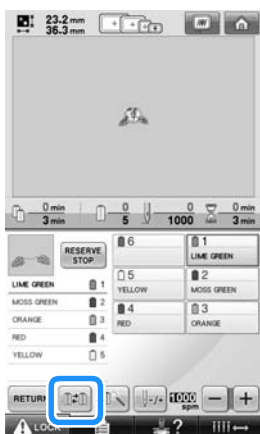 23.2 mm
36.3 mm
0 min
3 min
0
5
0
1000
0 min
3 min
RESERVE
STOP
LIME GREEN 1
MOSS GREEN 2
ORANGE 3
RED 4
YELLOW 5
6
1
LIME GREEN
5
YELLOW
2
MOSS GREEN
4
RED
3
ORANGE
RETURN
-/+
1000
spm
- +
LOCK
?